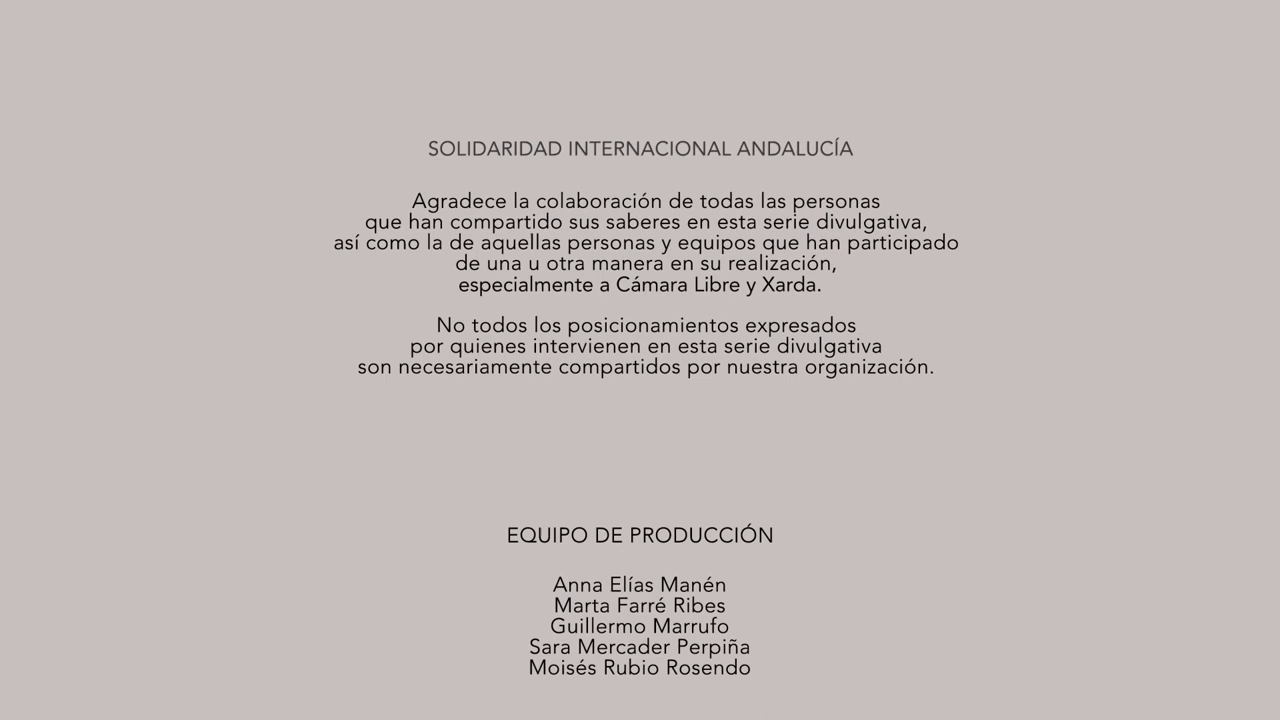 SOLIDARIDAD INTERNACIONAL ANDALUCÍA
Agradece la colaboración de todas las personas
que han compartido sus saberes en esta serie divulgativa,
así como la de aquellas personas y equipos que han participado
de una u otra manera en su realización,
especialmente a Cámara Libre y Xarda.
No todos los posicionamientos expresados
por quienes intervienen en esta serie divulgativa
son necesariamente compartidos por nuestra organización.
EQUIPO DE PRODUCCIÓN
Anna Elías Manén
Marta Farré Ribes
Guillermo Marrufo
Sara Mercader Perpiña
Moisés Rubio Rosendo